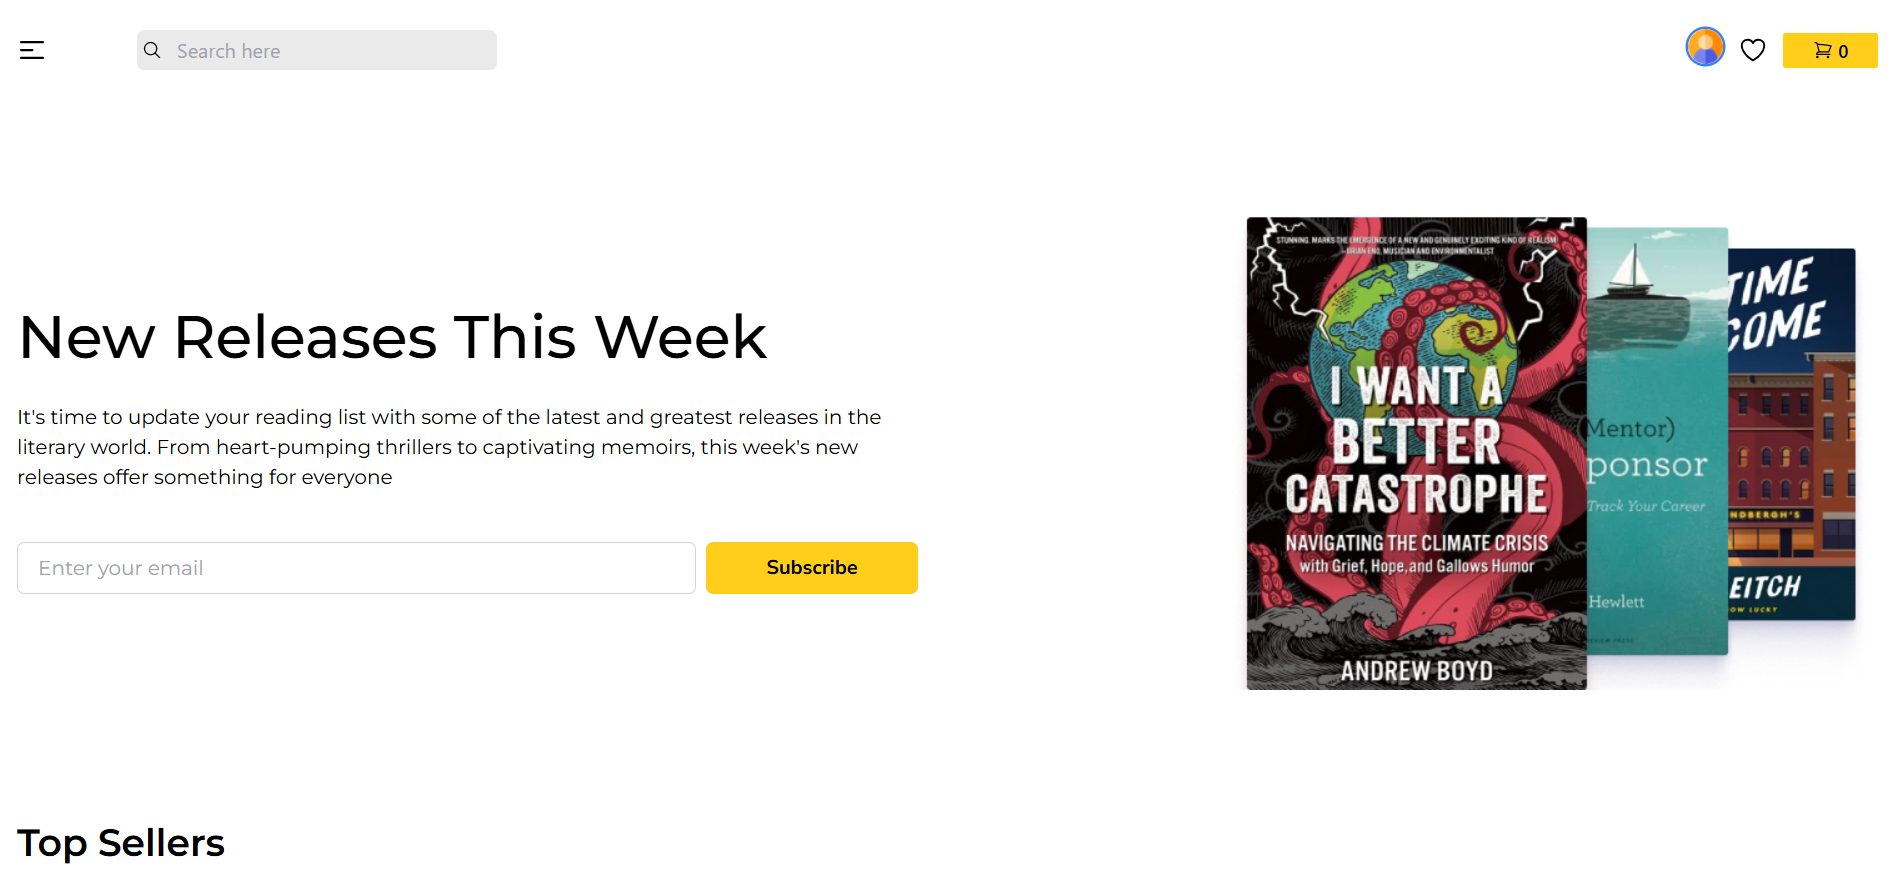 Search here
0
New Releases This Week
It's time to update your reading list with some of the latest and greatest releases in the
literary world. From heart-pumping thrillers to captivating memoirs, this week's new
releases offer something for everyone
Enter your email
Subscribe
STUNNING. MARKS THE EMERGENCE OF A NEW AND GENUINELY EXCITING KIND OF REALISM
—BRIAN ENO, MUSICIAN AND ENVIRONMENTALIST
I WANT A
BETTER
CATASTROPHE
NAVIGATING THE CLIMATE CRISIS
with Grief, Hope, and Gallows Humor
ANDREW BOYD
(Mentor)
ponsor
Track Your Career
Hewlett
EVIEW PRESS
TIME
COME
NDBERGH'S
EITCH
OW LUCKY
Top Sellers